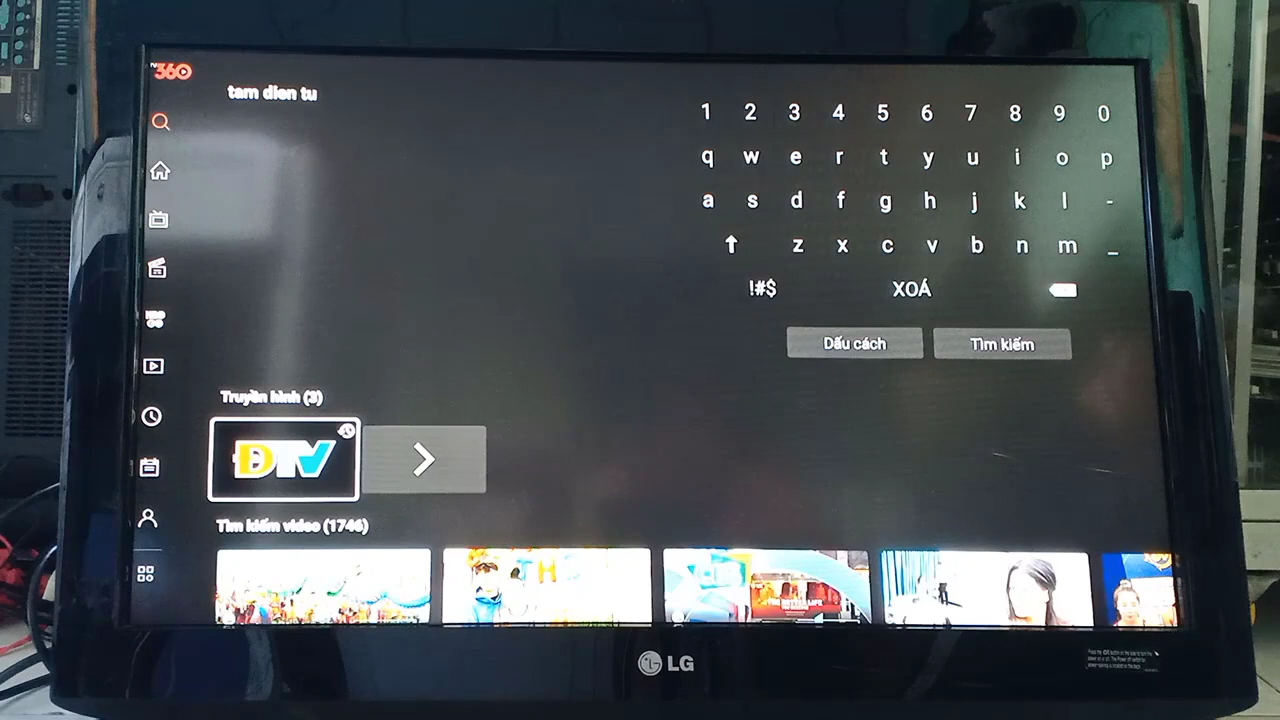 TV360
tam dien tu
1 2 3 4 5 6 7 8 9 0
q w e r t y u i o p
a s d f g h j k l -
z x c v b n m _
!#$ XOÁ
Dấu cách Tìm kiếm
Truyền hình (3)
ĐTV
Tìm kiếm video (1746)
H
LG